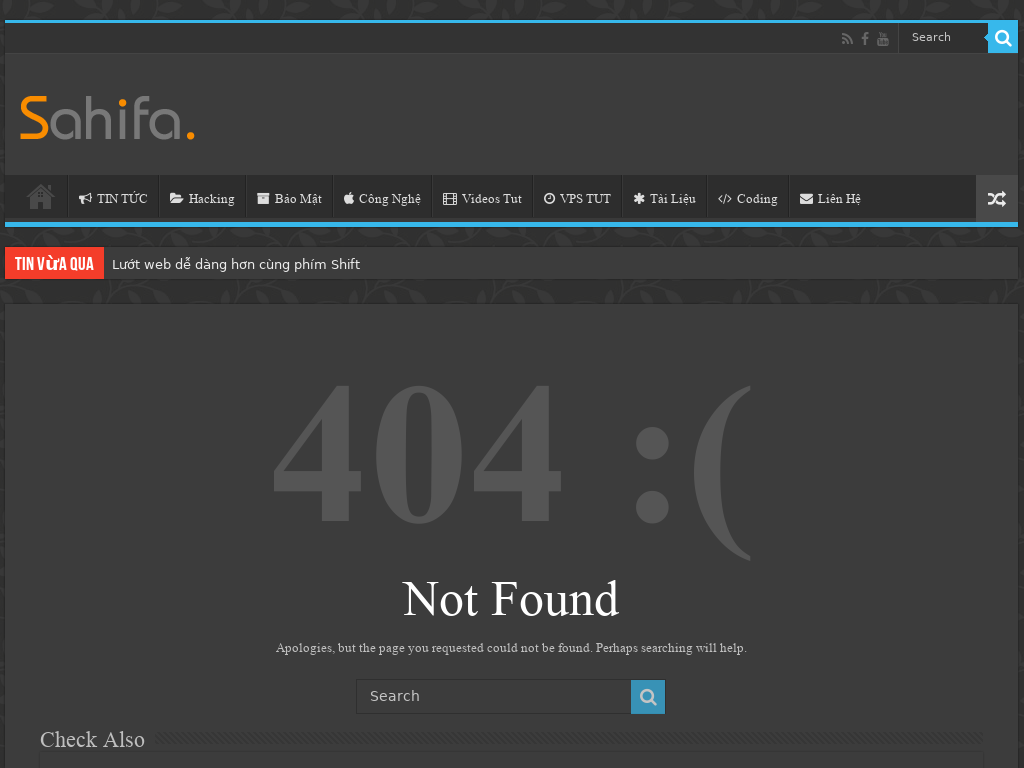 Search
Sahifa.
TIN TỨC Hacking Bảo Mật Công Nghệ Videos Tut VPS TUT Tài Liệu Coding Liên Hệ
TIN VỪA QUA Lướt web dễ dàng hơn cùng phím Shift
404 :(
Not Found
Apologies, but the page you requested could not be found. Perhaps searching will help.
Search
Check Also